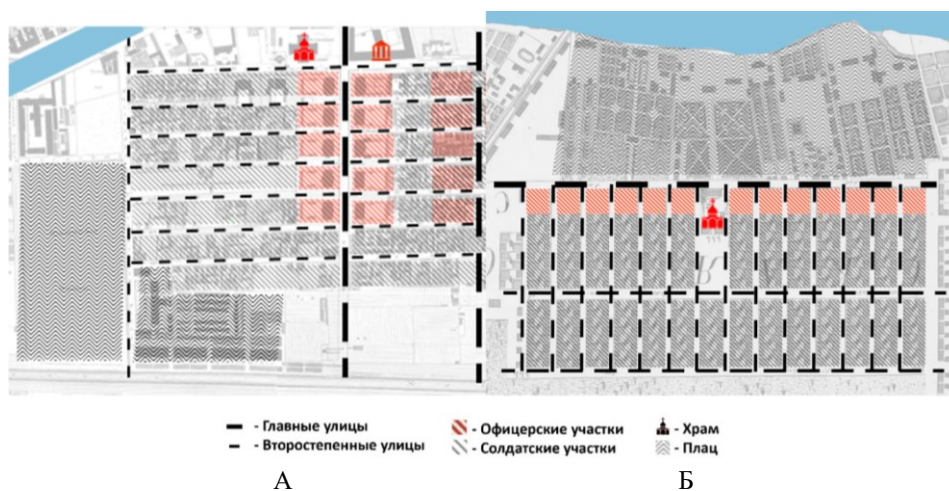 - Главные улицы - Офицерские участки - Храм
- Второстепенные улицы - Солдатские участки - Плац
А Б